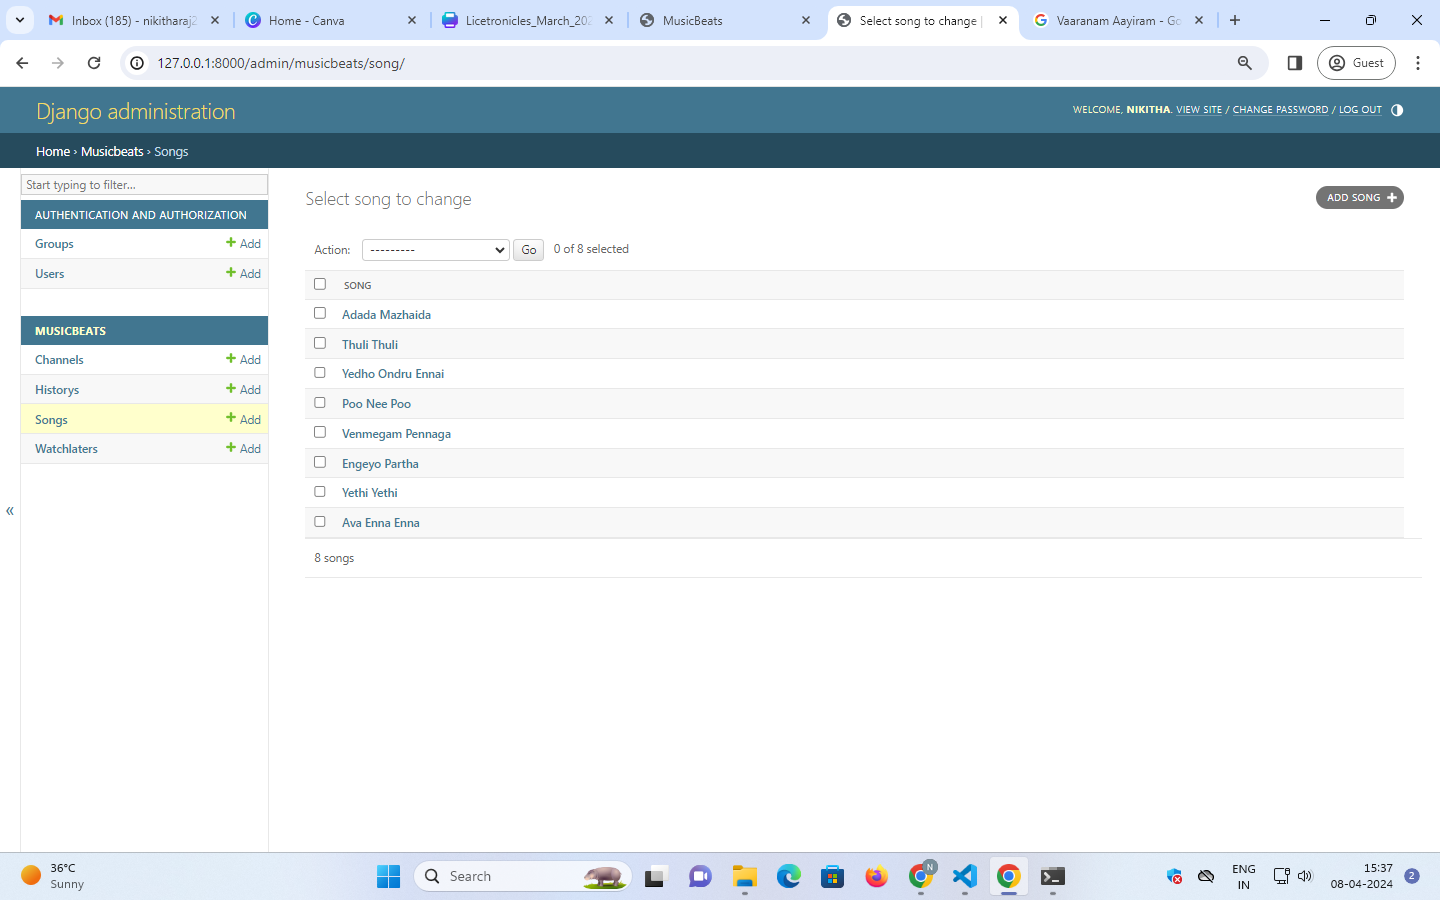 Inbox (185) - nikitharaj2
Home - Canva
Licetronicles_March_202
MusicBeats
Select song to change |
Vaaranam Aayiram - Go
127.0.0.1:8000/admin/musicbeats/song/
Guest
Django administration
WELCOME, NIKITHA. VIEW SITE / CHANGE PASSWORD / LOG OUT
Home › Musicbeats › Songs
Start typing to filter...
AUTHENTICATION AND AUTHORIZATION
Groups + Add
Users + Add
MUSICBEATS
Channels + Add
Historys + Add
Songs + Add
Watchlaters + Add
«
Select song to change
ADD SONG +
Action: --------- Go 0 of 8 selected
SONG
Adada Mazhaida
Thuli Thuli
Yedho Ondru Ennai
Poo Nee Poo
Venmegam Pennaga
Engeyo Partha
Yethi Yethi
Ava Enna Enna
8 songs
36°C
Sunny
Search
N
ENG
IN
15:37
08-04-2024
2